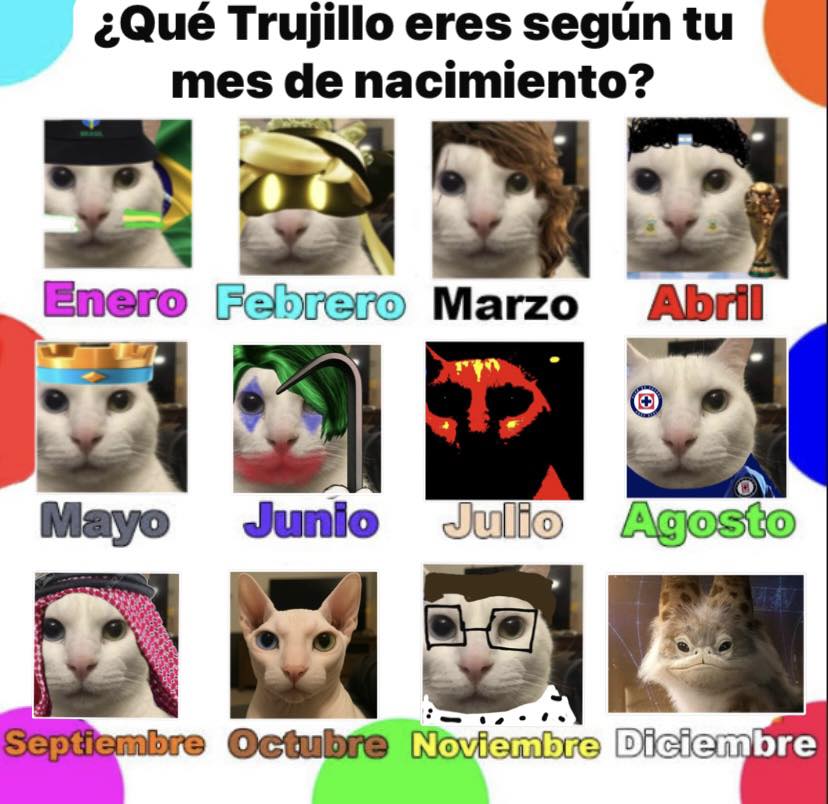 ¿Qué Trujillo eres según tu
mes de nacimiento?
BRASIL
Enero Febrero Marzo Abril
Mayo Junio Julio Agosto
Septiembre Octubre Noviembre Diciembre